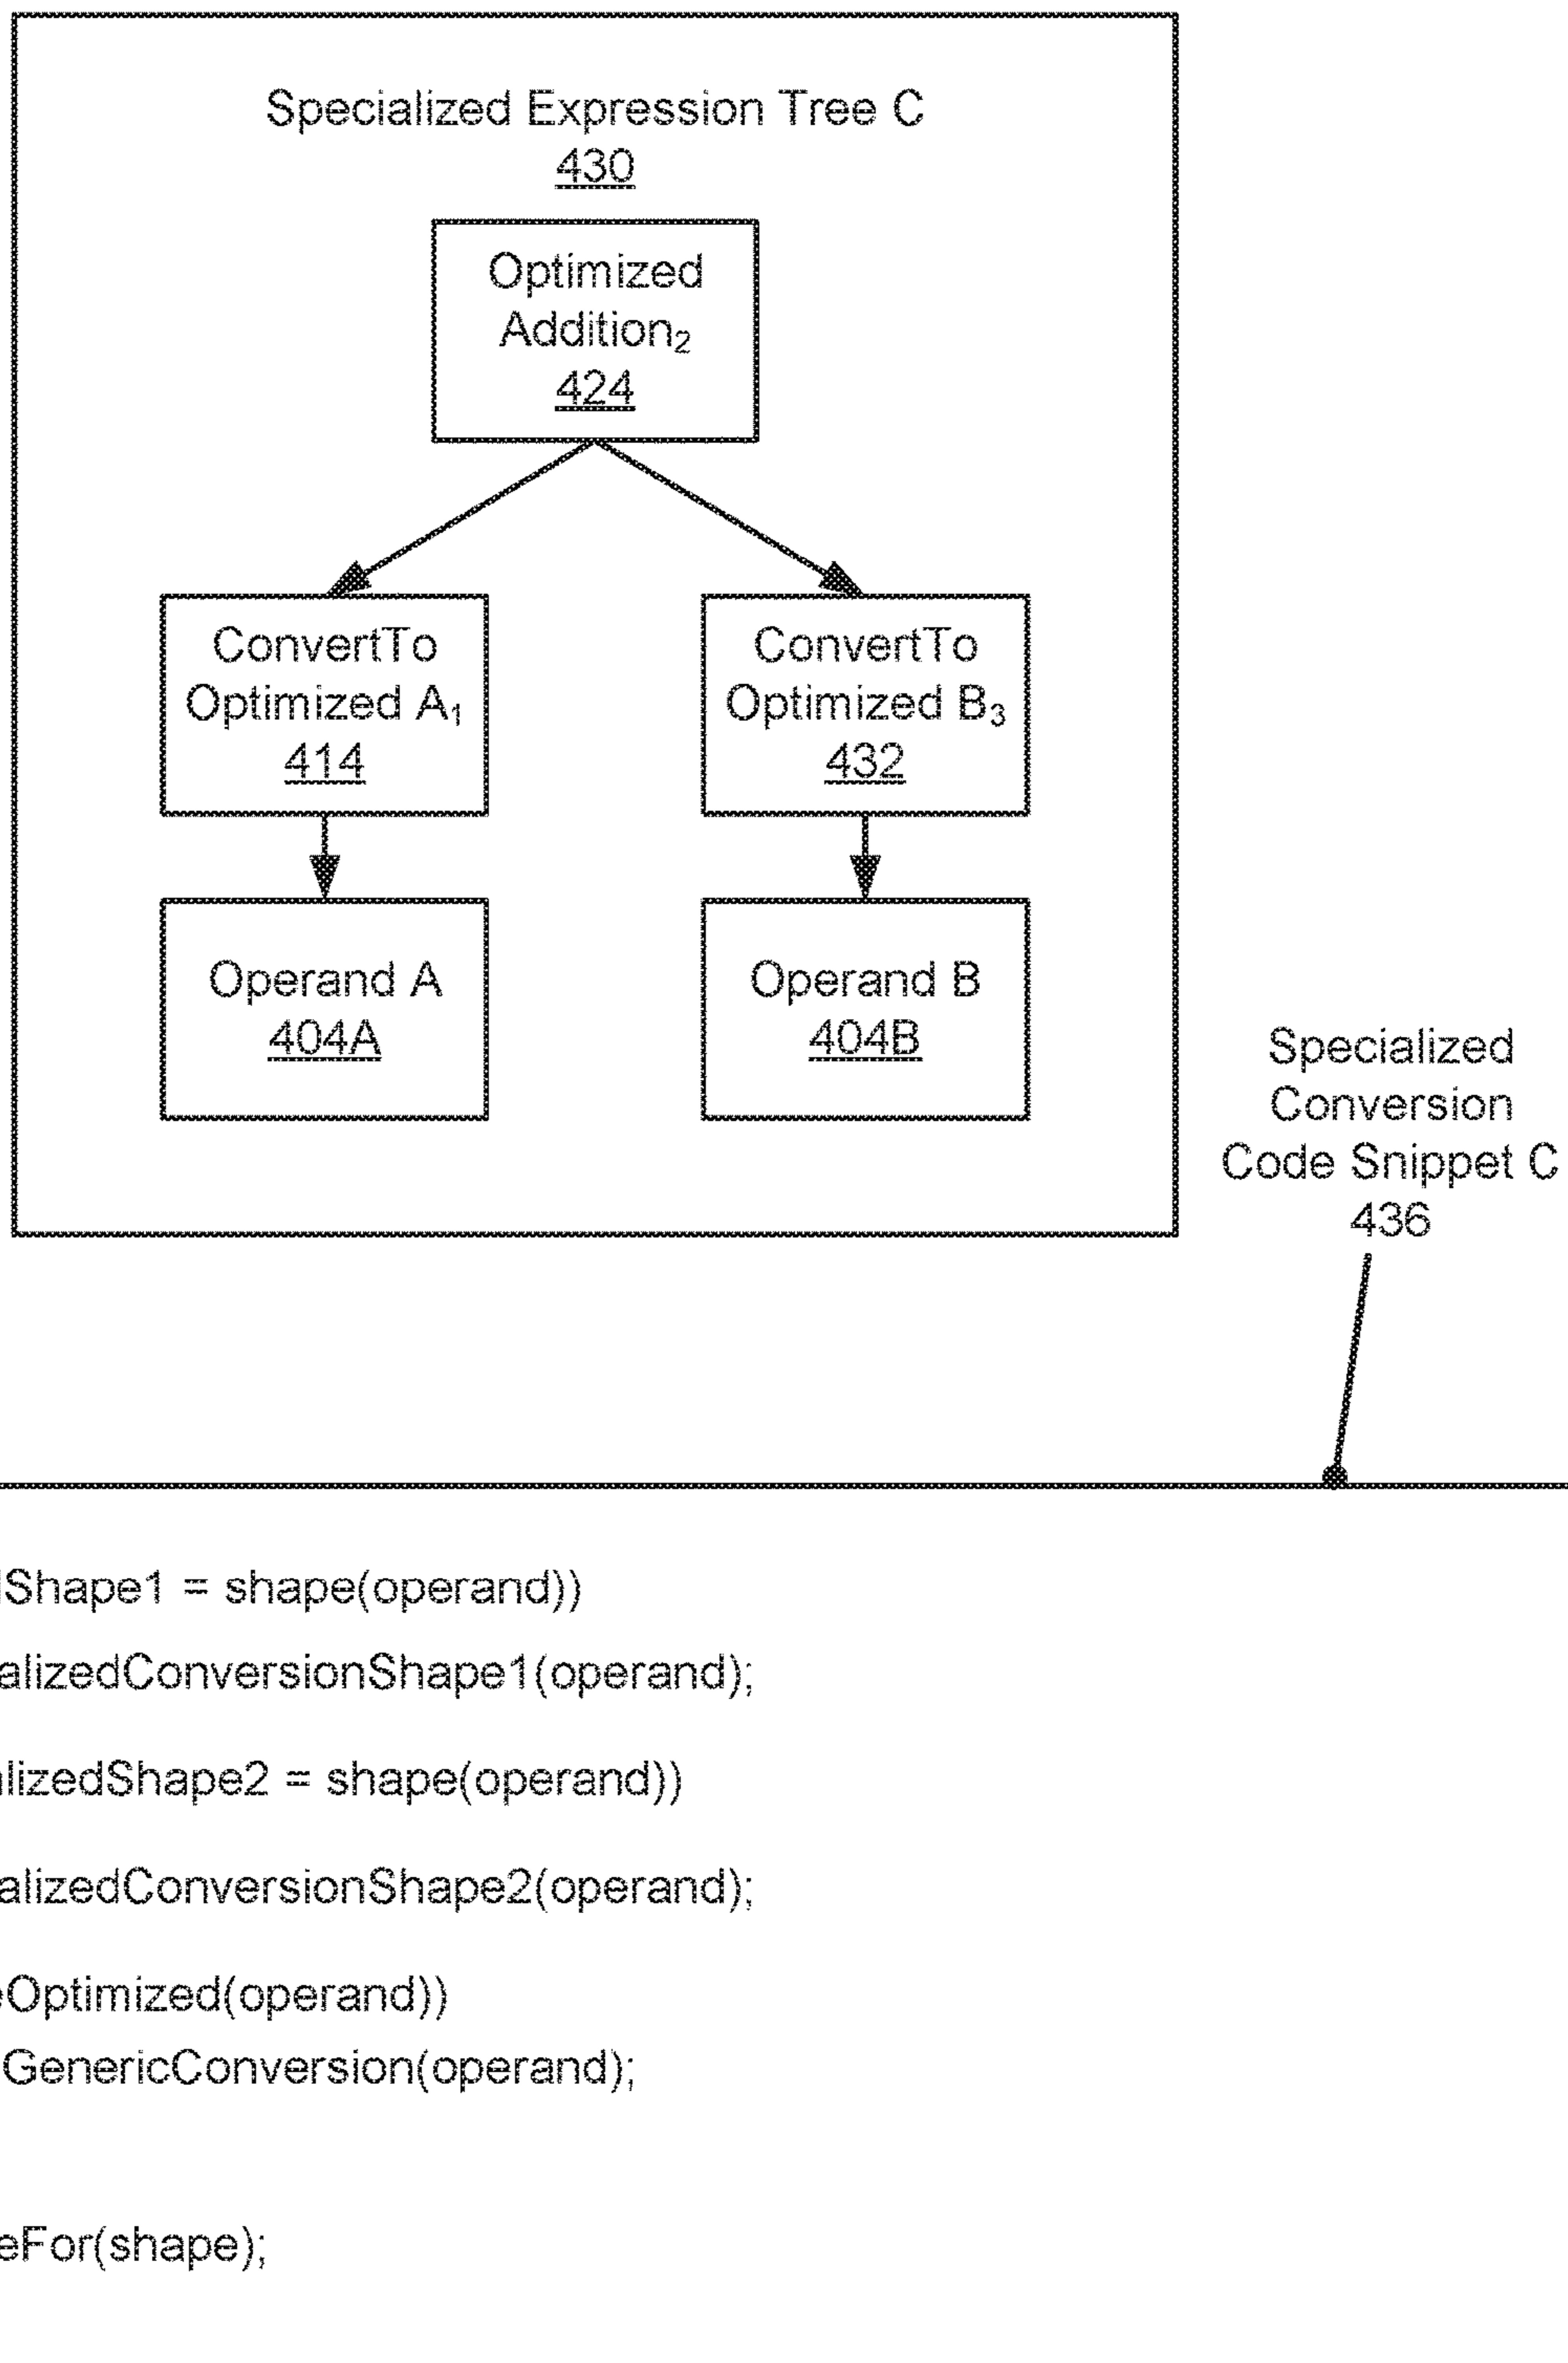 Specialized Expression Tree C
430
Optimized
Addition₂
424
ConvertTo
Optimized A₁
414
ConvertTo
Optimized B₃
432
Operand A
404A
Operand B
404B
Specialized
Conversion
Code Snippet C
436
Shape1 = shape(operand))
alizedConversionShape1(operand);
alizedShape2 = shape(operand))
alizedConversionShape2(operand);
eOptimized(operand))
GenericConversion(operand);
eFor(shape);